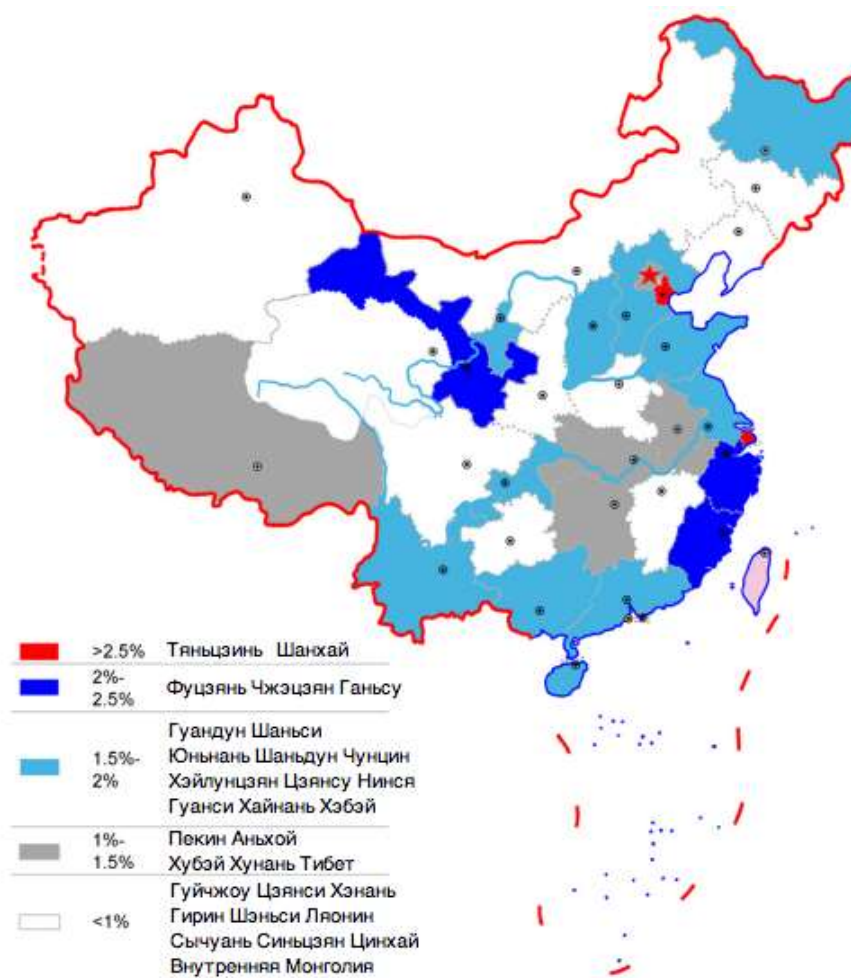 >2.5% Тяньцзинь Шанхай
2%-
2.5% Фуцзянь Чжэцзян Ганьсу
Гуандун Шаньси
1.5%- Юньнань Шаньдун Чунцин
2% Хэйлунцзян Цзянсу Нинся
Гуанси Хайнань Хэбэй
1%- Пекин Аньхой
1.5% Хубэй Хунань Тибет
Гуйчжоу Цзянси Хэнань
<1% Гирин Шэньси Ляонин
Сычуань Синьцзян Цинхай
Внутренняя Монголия